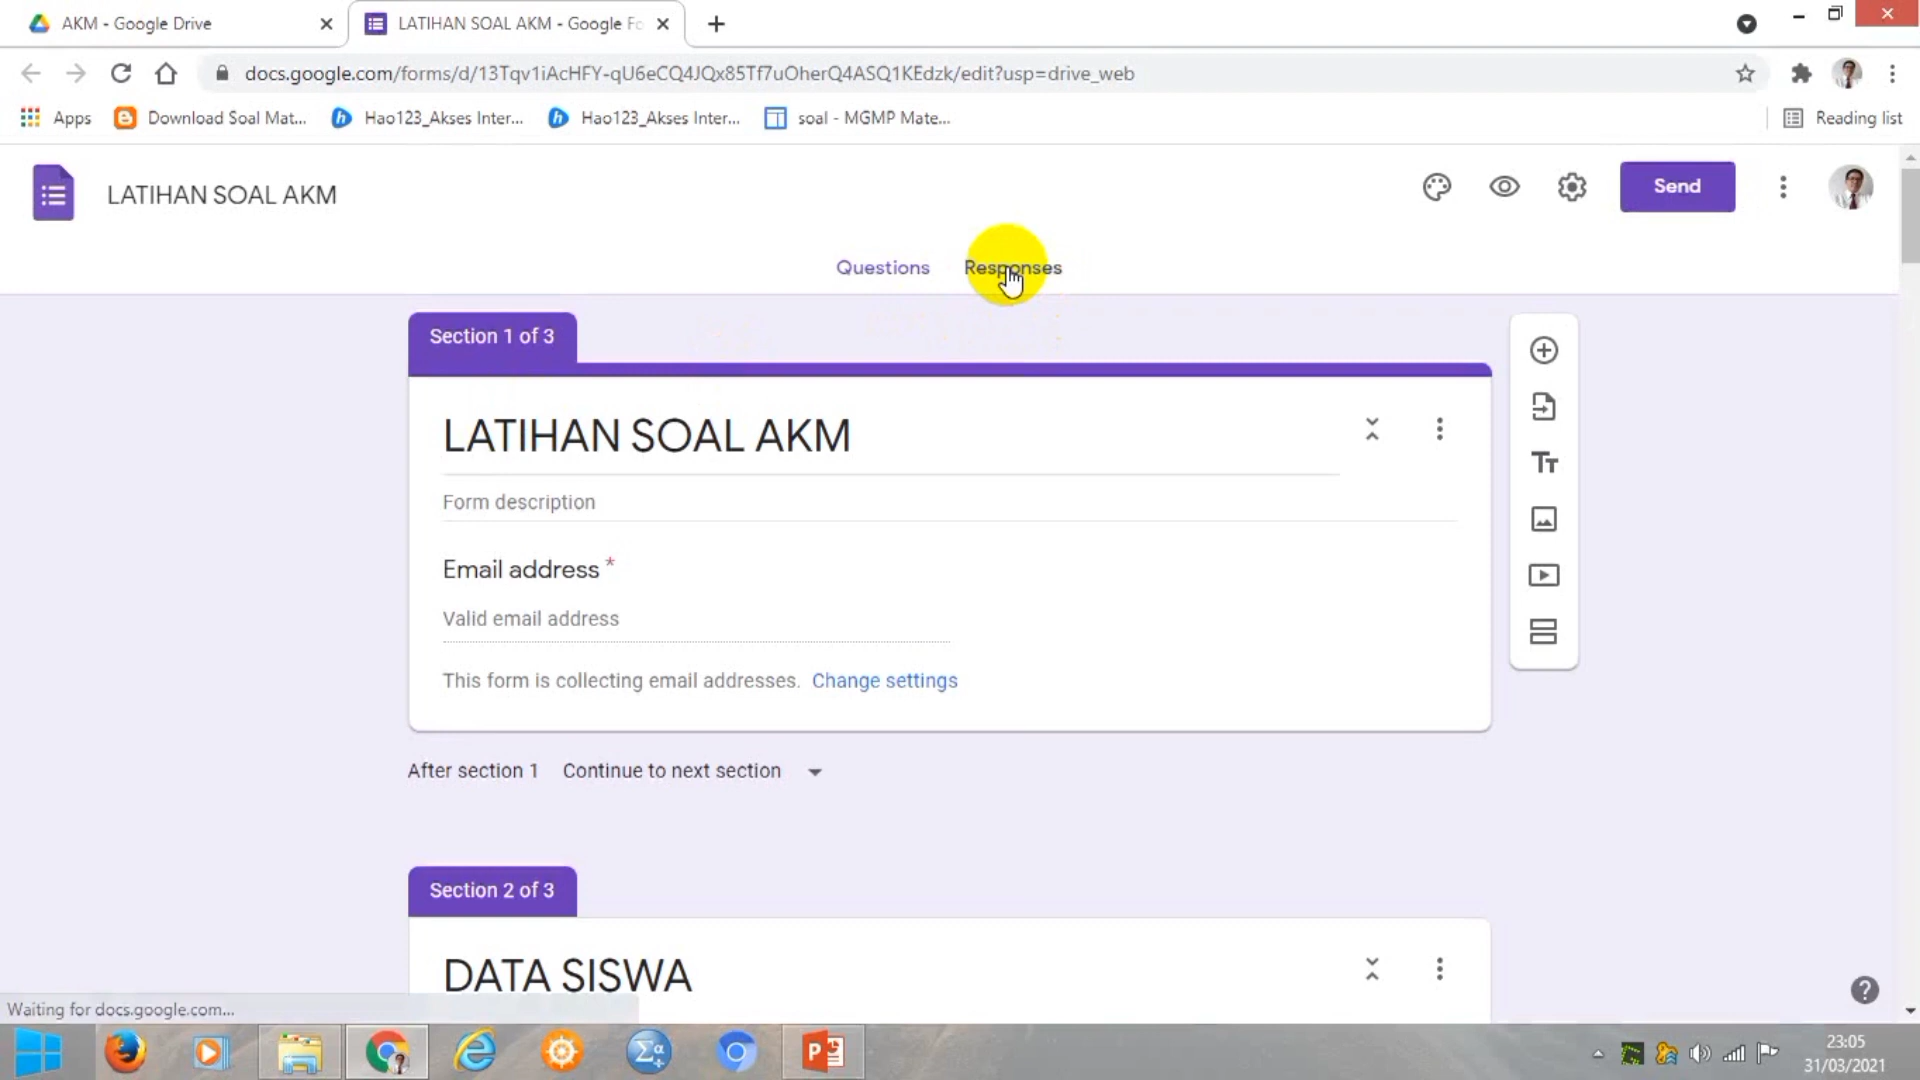 AKM - Google Drive
LATIHAN SOAL AKM - Google Fo
docs.google.com/forms/d/13Tqv1iAcHFY-qU6eCQ4JQx85Tf7uOherQ4ASQ1KEdzk/edit?usp=drive_web
Apps
Download Soal Mat...
Hao123_Akses Inter...
Hao123_Akses Inter...
soal - MGMP Mate...
Reading list
LATIHAN SOAL AKM
Send
Questions
Responses
Section 1 of 3
LATIHAN SOAL AKM
Form description
Email address *
Valid email address
This form is collecting email addresses. Change settings
After section 1 Continue to next section
Section 2 of 3
DATA SISWA
Waiting for docs.google.com...
23:05
31/03/2021